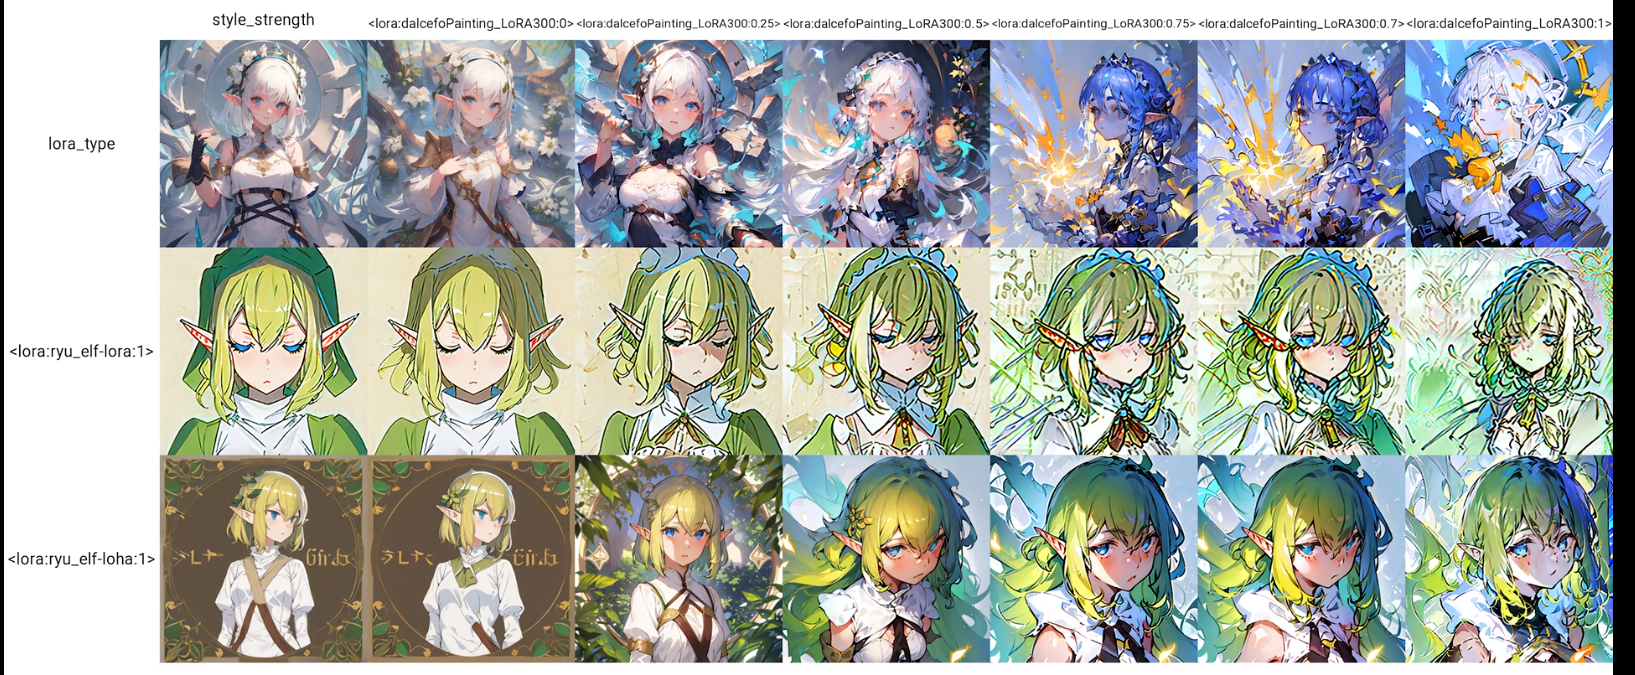 style_strength
<lora:dalcefoPainting_LoRA300:0> <lora:dalcefoPainting_LoRA300:0.25> <lora:dalcefoPainting_LoRA300:0.5> <lora:dalcefoPainting_LoRA300:0.75> <lora:dalcefoPainting_LoRA300:0.7> <lora:dalcefoPainting_LoRA300:1>
lora_type
<lora:ryu_elf-lora:1>
<lora:ryu_elf-loha:1>